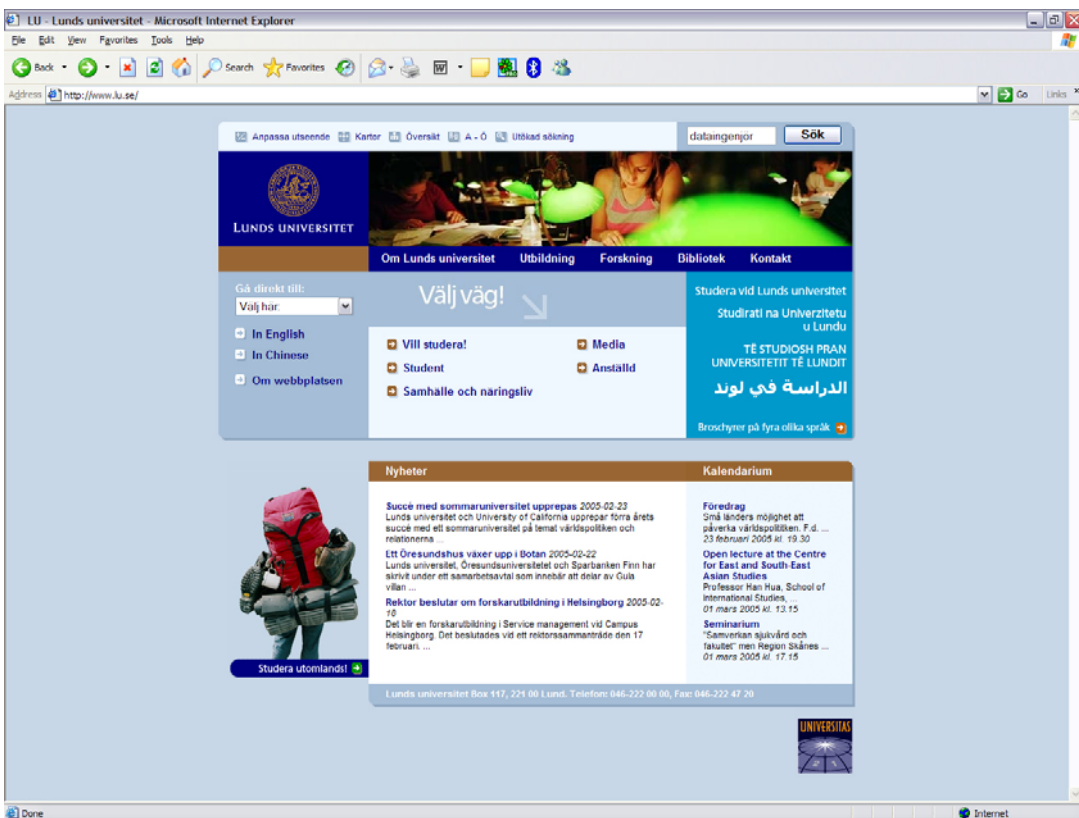 LU - Lunds universitet - Microsoft Internet Explorer
File Edit View Favorites Tools Help
Back Search Favorites
Address http://www.lu.se/ Go Links
Anpassa utseende Kartor Översikt A - Ö Utökad sökning
dataingenjör Sök
LUNDS UNIVERSITET
Om Lunds universitet Utbildning Forskning Bibliotek Kontakt
Gå direkt till:
Välj här:
In English
In Chinese
Om webbplatsen
Välj väg!
Vill studera!
Student
Samhälle och näringsliv
Media
Anställd
Studera vid Lunds universitet
Studirati na Univerzitetu
u Lundu
TË STUDIOSH PRAN
UNIVERSITETIT TË LUNDIT
الدراسة في لوند
Broschyrer på fyra olika språk
Studera utomlands!
Nyheter
Succé med sommaruniversitet upprepas 2005-02-23
Lunds universitet och University of California upprepar förra årets
succé med ett sommaruniversitet på temat världspolitiken och
relationerna ...
Ett Öresundshus växer upp i Botan 2005-02-22
Lunds universitet, Öresundsuniversitetet och Sparbanken Finn har
skrivit under ett samarbetsavtal som innebär att delar av Gula
villan ...
Rektor beslutar om forskarutbildning i Helsingborg 2005-02-
18
Det blir en forskarutbildning i Service management vid Campus
Helsingborg. Det beslutades vid ett rektorssammanträde den 17
februari. ...
Kalendarium
Föredrag
Små länders möjlighet att
påverka världspolitiken. F.d. ...
23 februari 2005 kl. 19.30
Open lecture at the Centre
for East and South-East
Asian Studies
Professor Han Hua, School of
International Studies, ...
01 mars 2005 kl. 13.15
Seminarium
"Samverkan sjukvård och
fakultet" men Region Skånes ...
01 mars 2005 kl. 17.15
Lunds universitet Box 117, 221 00 Lund. Telefon: 046-222 00 00, Fax: 046-222 47 20
UNIVERSITAS
21
Done Internet